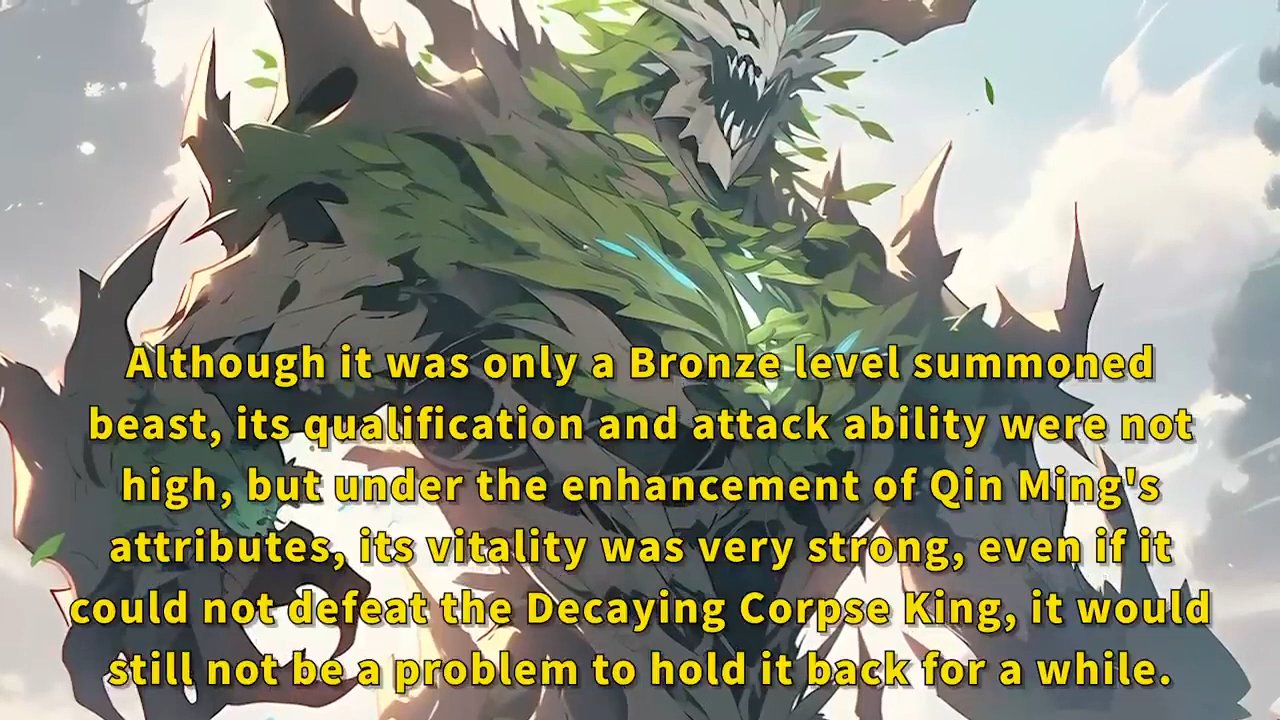 Although it was only a Bronze level summoned
beast, its qualification and attack ability were not
high, but under the enhancement of Qin Ming's
attributes, its vitality was very strong, even if it
could not defeat the Decaying Corpse King, it would
still not be a problem to hold it back for a while.